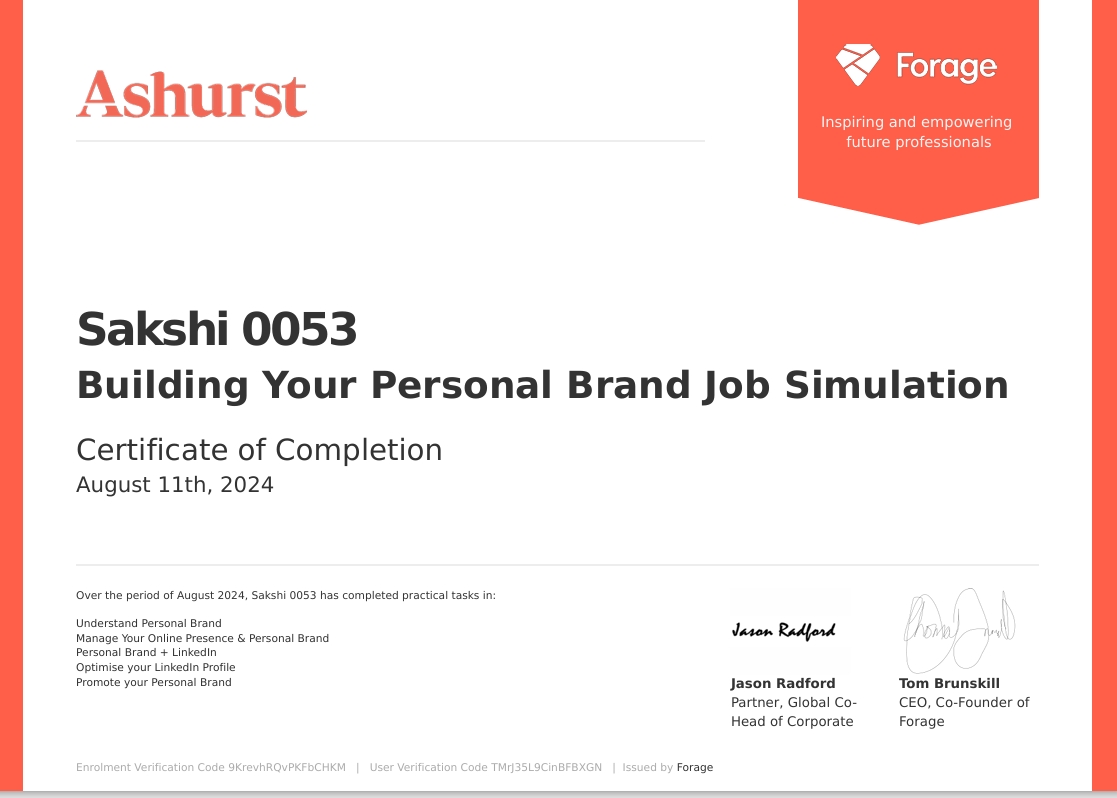 Ashurst
Forage
Inspiring and empowering
future professionals
Sakshi 0053
Building Your Personal Brand Job Simulation
Certificate of Completion
August 11th, 2024
Over the period of August 2024, Sakshi 0053 has completed practical tasks in:
Understand Personal Brand
Manage Your Online Presence & Personal Brand
Personal Brand + LinkedIn
Optimise your LinkedIn Profile
Promote your Personal Brand
Jason Radford
Jason Radford
Partner, Global Co-
Head of Corporate
Tom Brunskill
CEO, Co-Founder of
Forage
Enrolment Verification Code 9KrevhRQvPKFbCHKM | User Verification Code TMrJ35L9CinBFBXGN | Issued by Forage